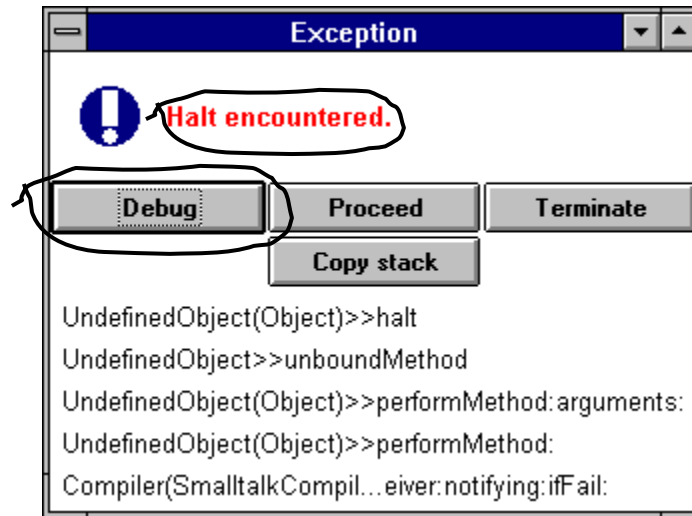 Exception
Halt encountered.
Debug Proceed Terminate
Copy stack
UndefinedObject(Object)>>halt
UndefinedObject>>unboundMethod
UndefinedObject(Object)>>performMethod:arguments:
UndefinedObject(Object)>>performMethod:
Compiler(SmalltalkCompil...eiver:notifying:ifFail: